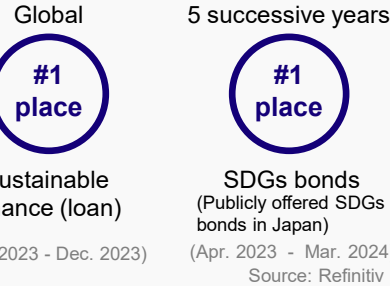 Global
#1
place
ustainable
ance (loan)
2023 - Dec. 2023)
5 successive years
#1
place
SDGs bonds
(Publicly offered SDGs
bonds in Japan)
(Apr. 2023 - Mar. 2024
Source: Refinitiv